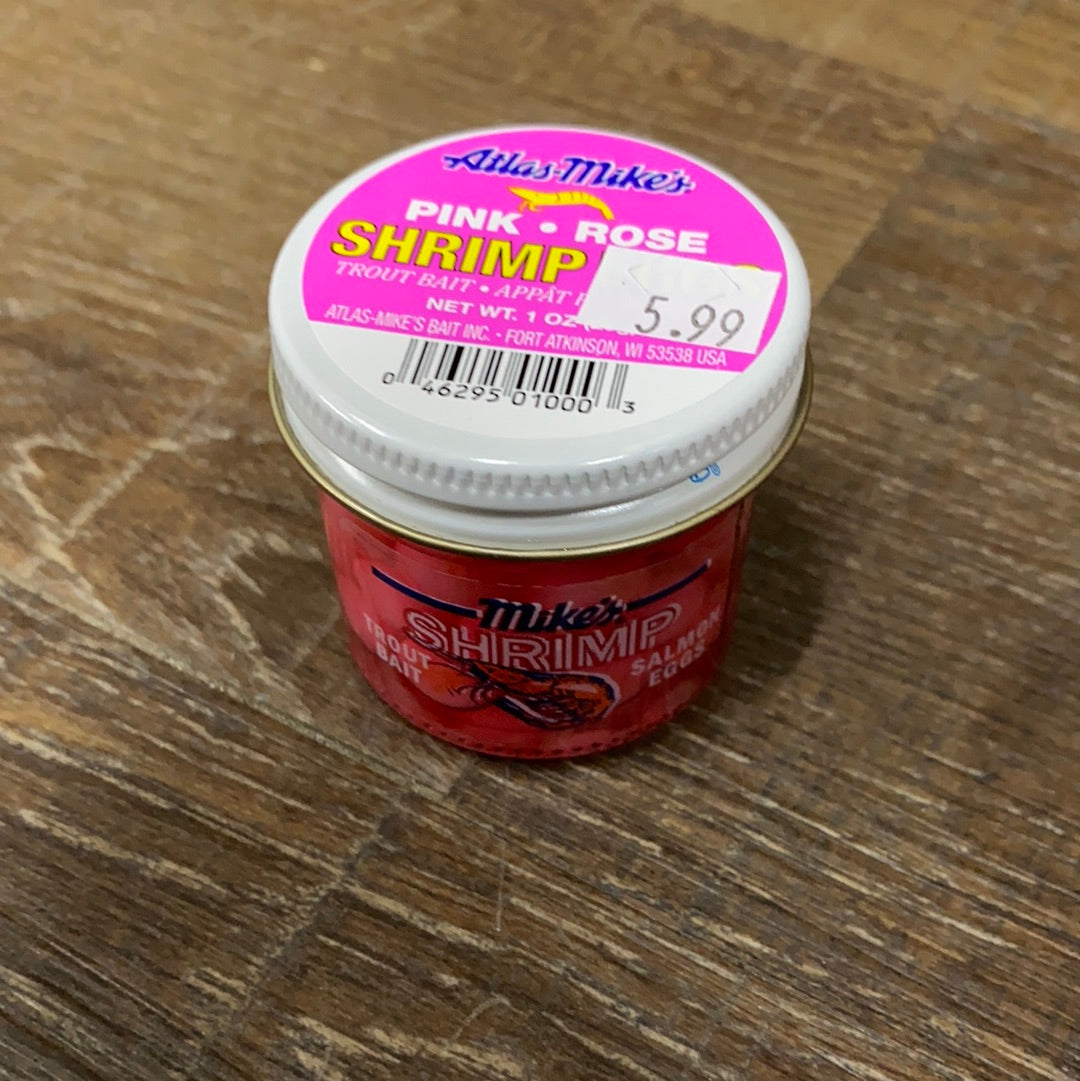 Atlas-Mike's
PINK • ROSE
SHRIMP
TROUT BAIT • APPÂT
5.99
NET WT. 1 OZ
ATLAS-MIKE'S BAIT INC. - FORT ATKINSON, WI 53538 USA
0 46295 01000 3
Mike's
SHRIMP
TROUT BAIT
SALMON EGGS